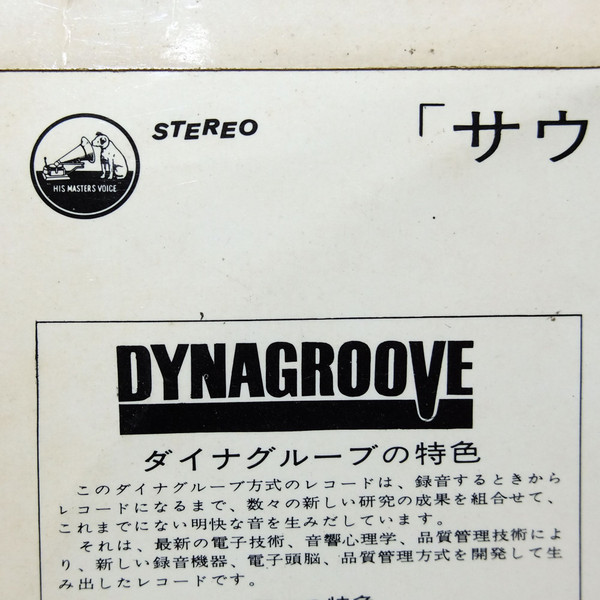 STEREO
「サウ
HIS MASTERS VOICE
DYNAGROOVE
ダイナグルーブの特色
このダイナグルーブ方式のレコードは、録音するときから
レコードになるまで、数々の新しい研究の成果を組合せて、
これまでにない明快な音を生みだしています。
それは、最新の電子技術、音響心理学、品質管理技術によ
り、新しい録音機器、電子頭脳、品質管理方式を開発して生
み出したレコードです。